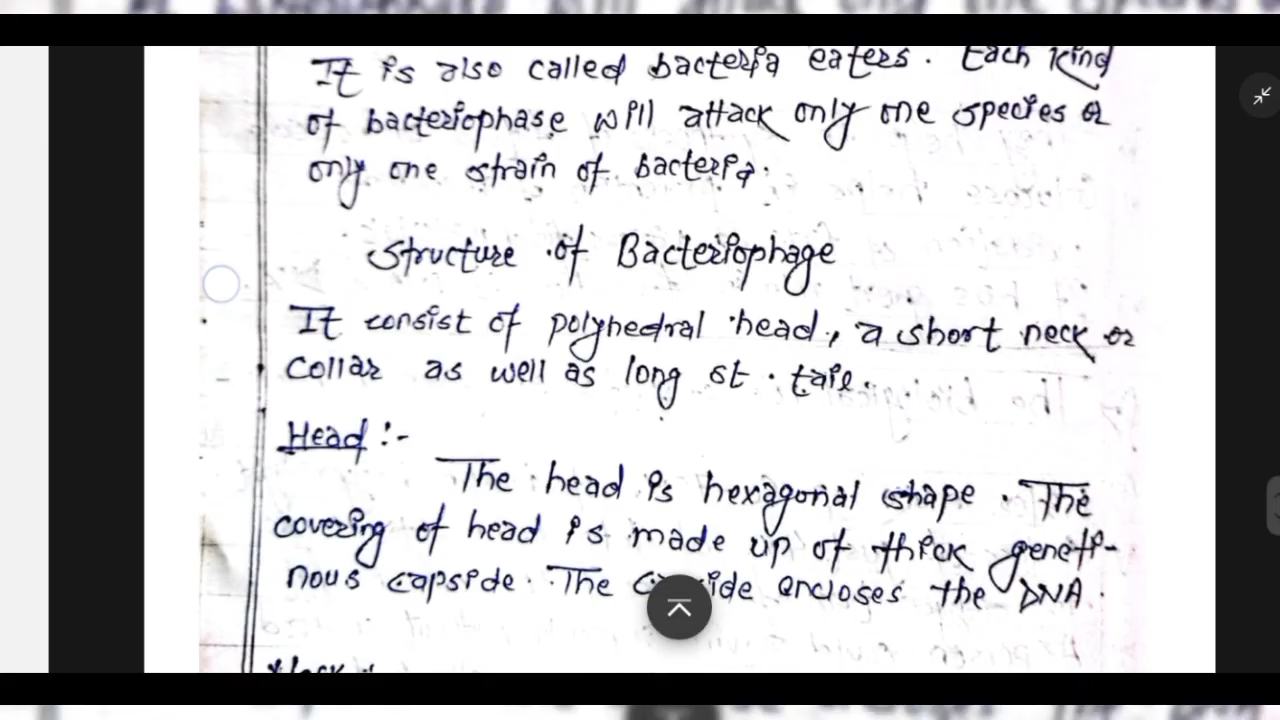 It is also called bacteria eaters. Each kind
of bacteriophase will attack only one species or
only one strain of bacteria.
Structure of Bacteriophage
It consist of polyhedral head, a short neck or
collar as well as long st. tail.
Head :-
The head is hexagonal shape. The
covering of head is made up of thick geneti-
nous capside. The encloses the DNA.